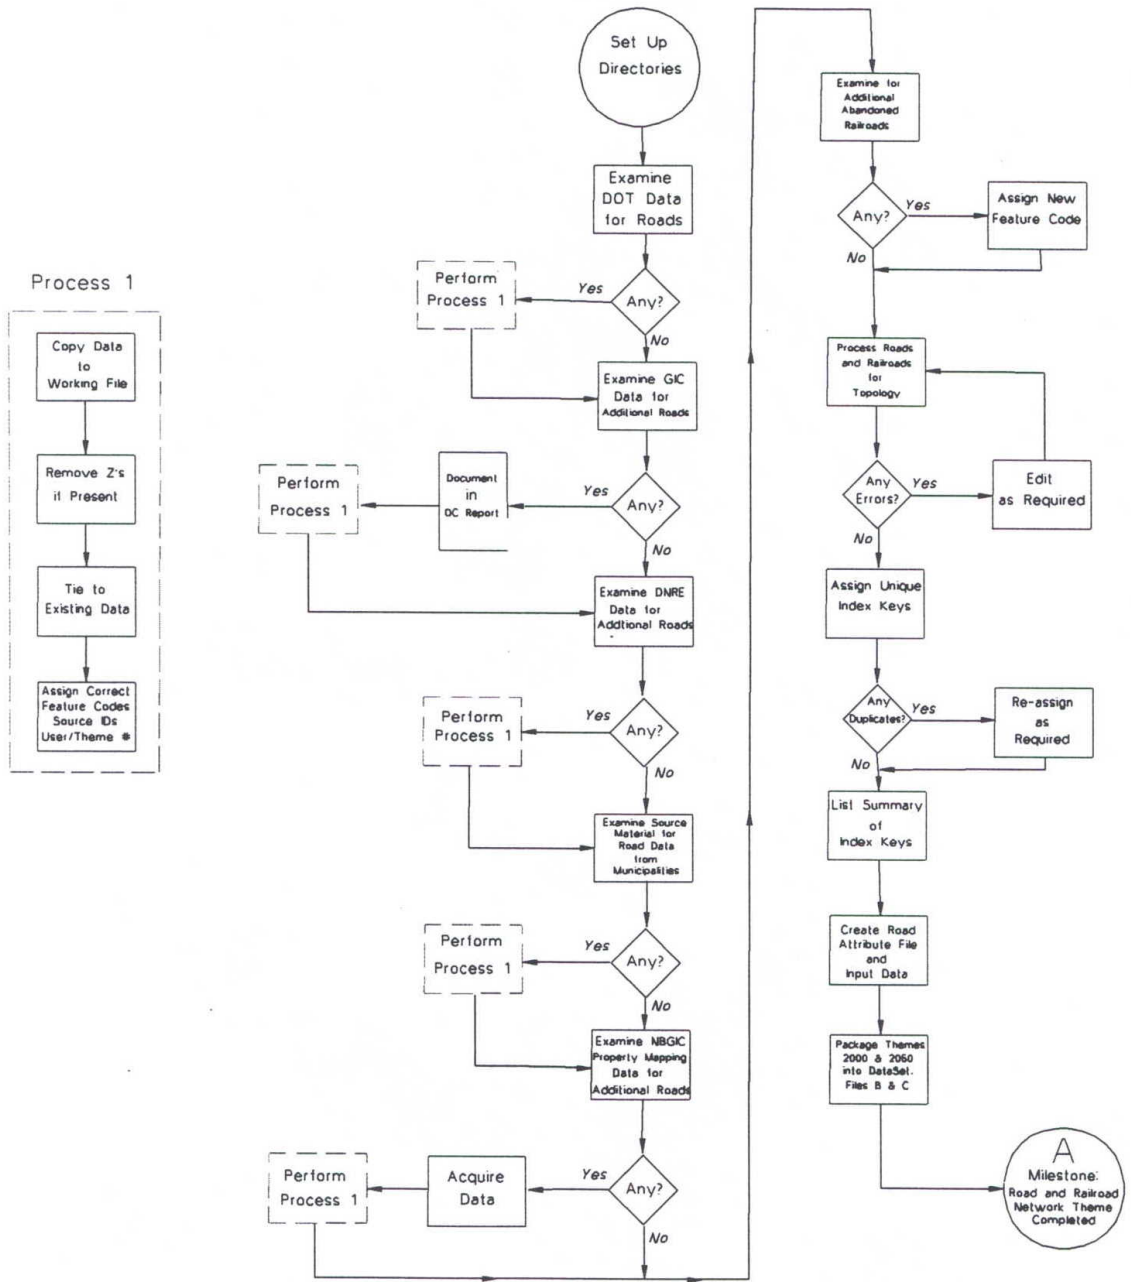 Process 1
Copy Data
to
Working File
Remove Z's
if Present
Tie to
Existing Data
Assign Correct
Feature Codes
Source IDs
User/Theme #
Set Up
Directories
Examine
DOT Data
for Roads
Any?
Yes
No
Perform
Process 1
Examine GIC
Data for
Additional Roads
Any?
Yes
No
Document
in
DC Report
Perform
Process 1
Examine DNRE
Data for
Addtional Roads
Any?
Yes
No
Perform
Process 1
Examine Source
Material for
Road Data
from
Municipalities
Any?
Yes
No
Perform
Process 1
Examine NBGIC
Property Mapping
Data for
Additional Roads
Any?
Yes
No
Acquire
Data
Perform
Process 1
Examine for
Additional
Abandoned
Railroads
Any?
Yes
No
Assign New
Feature Code
Process Roads
and Railroads
for
Topology
Any
Errors?
Yes
No
Edit
as Required
Assign Unique
Index Keys
Any
Duplicates?
Yes
No
Re-assign
as
Required
List Summary
of
Index Keys
Create Road
Attribute File
and
Input Data
Package Themes
2000 & 2060
into DataSet.
Files B & C
A
Milestone:
Road and Railroad
Network Theme
Completed